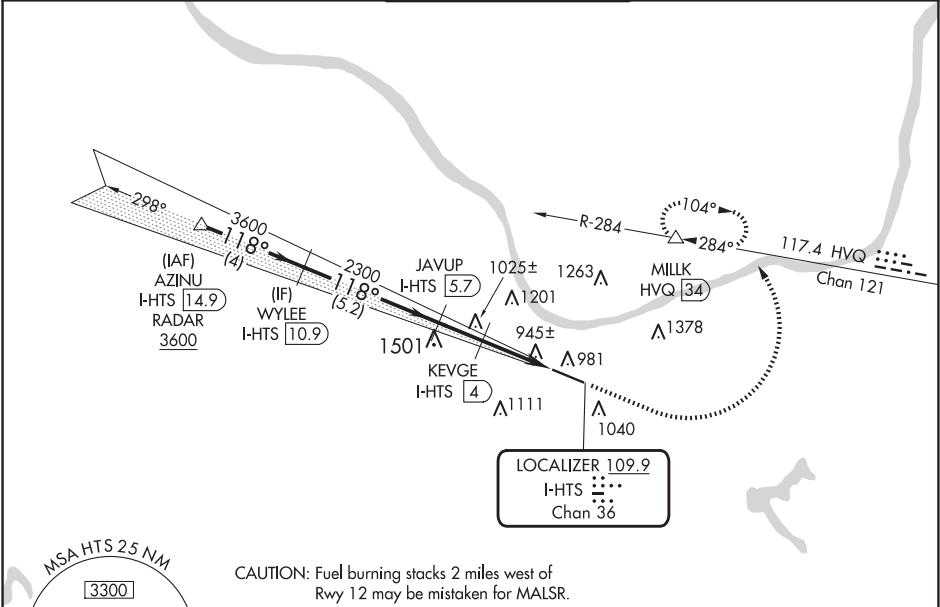 298°
3600
118°
(4)
(IAF)
AZINU
I-HTS 14.9
RADAR
3600
(IF)
WYLEE
I-HTS 10.9
2300
118°
(5.2)
JAVUP
I-HTS 5.7
1025±
1201
1263
1501
KEVGE
I-HTS 4
945±
981
1111
1040
1378
R-284
104°
284°
MILLK
HVQ 34
117.4 HVQ
Chan 121
LOCALIZER 109.9
I-HTS
Chan 36
MSA HTS 25 NM
3300
CAUTION: Fuel burning stacks 2 miles west of
Rwy 12 may be mistaken for MALSR.